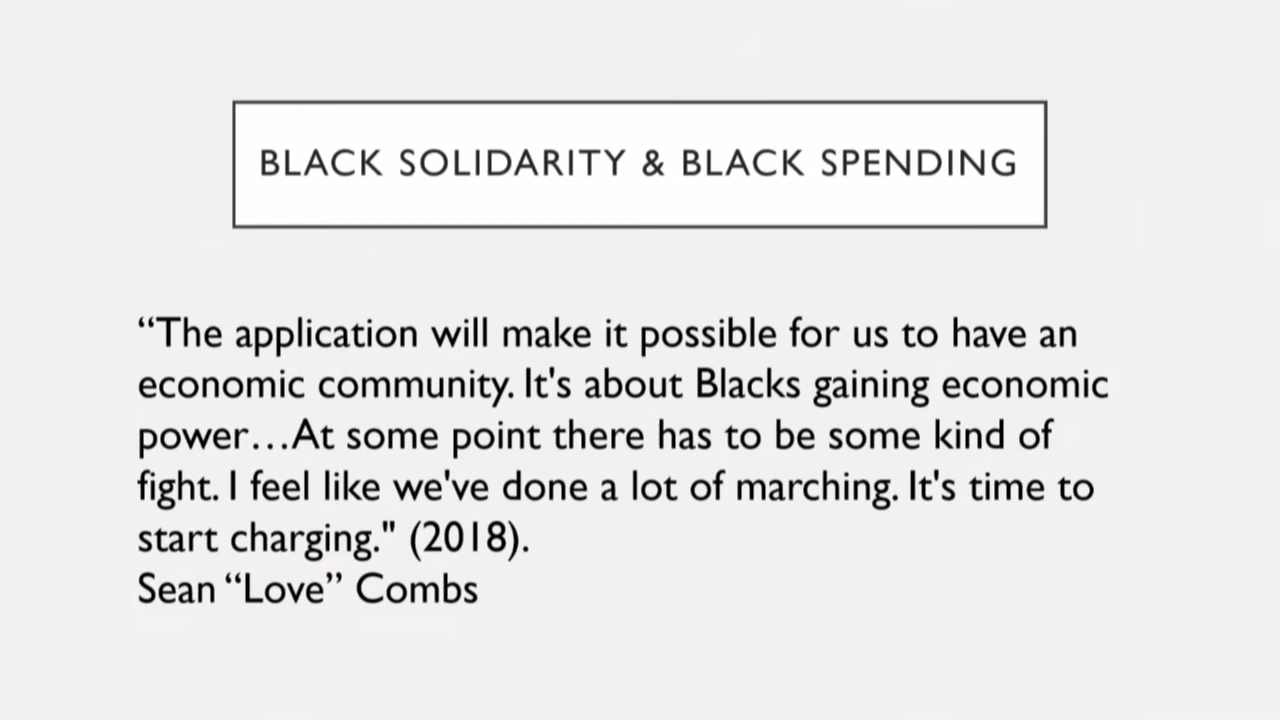 BLACK SOLIDARITY & BLACK SPENDING
“The application will make it possible for us to have an
economic community. It's about Blacks gaining economic
power…At some point there has to be some kind of
fight. I feel like we've done a lot of marching. It's time to
start charging." (2018).
Sean “Love” Combs